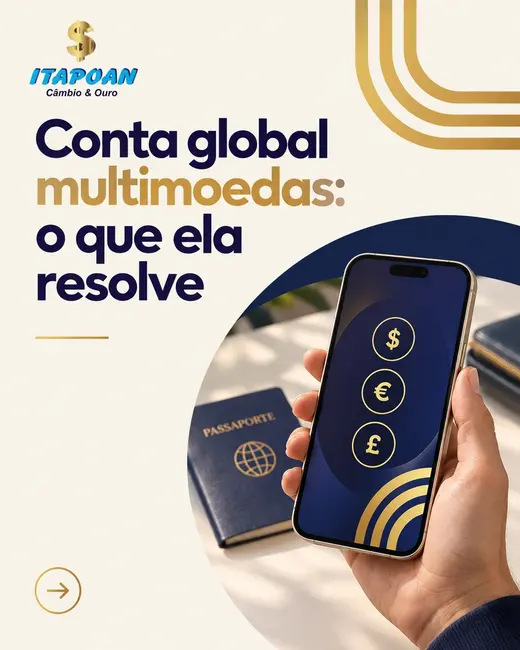 $
ITAPOAN
Câmbio & Ouro
Conta global
multimoedas:
o que ela
resolve
$
€
£
PASSAPORTE